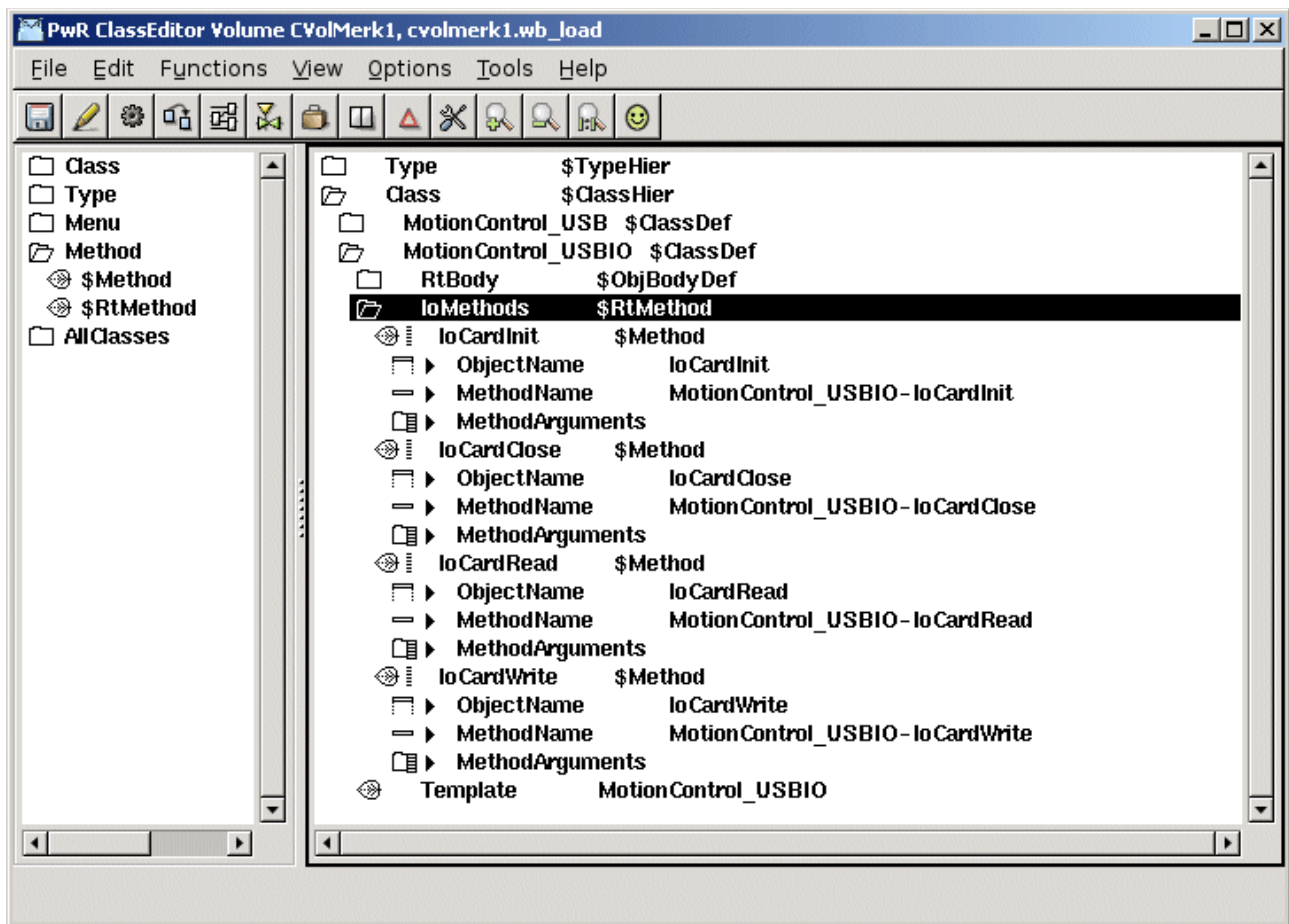 PwR ClassEditor Volume CVolMerk1, cvolmerk1.wb_load
File Edit Functions View Options Tools Help
Class
Type
Menu
Method
$Method
$RtMethod
AllClasses
Type $TypeHier
Class $ClassHier
MotionControl_USB $ClassDef
MotionControl_USBIO $ClassDef
RtBody $ObjBodyDef
IoMethods $RtMethod
IoCardInit $Method
ObjectName IoCardInit
MethodName MotionControl_USBIO-IoCardInit
MethodArguments
IoCardClose $Method
ObjectName IoCardClose
MethodName MotionControl_USBIO-IoCardClose
MethodArguments
IoCardRead $Method
ObjectName IoCardRead
MethodName MotionControl_USBIO-IoCardRead
MethodArguments
IoCardWrite $Method
ObjectName IoCardWrite
MethodName MotionControl_USBIO-IoCardWrite
MethodArguments
Template MotionControl_USBIO